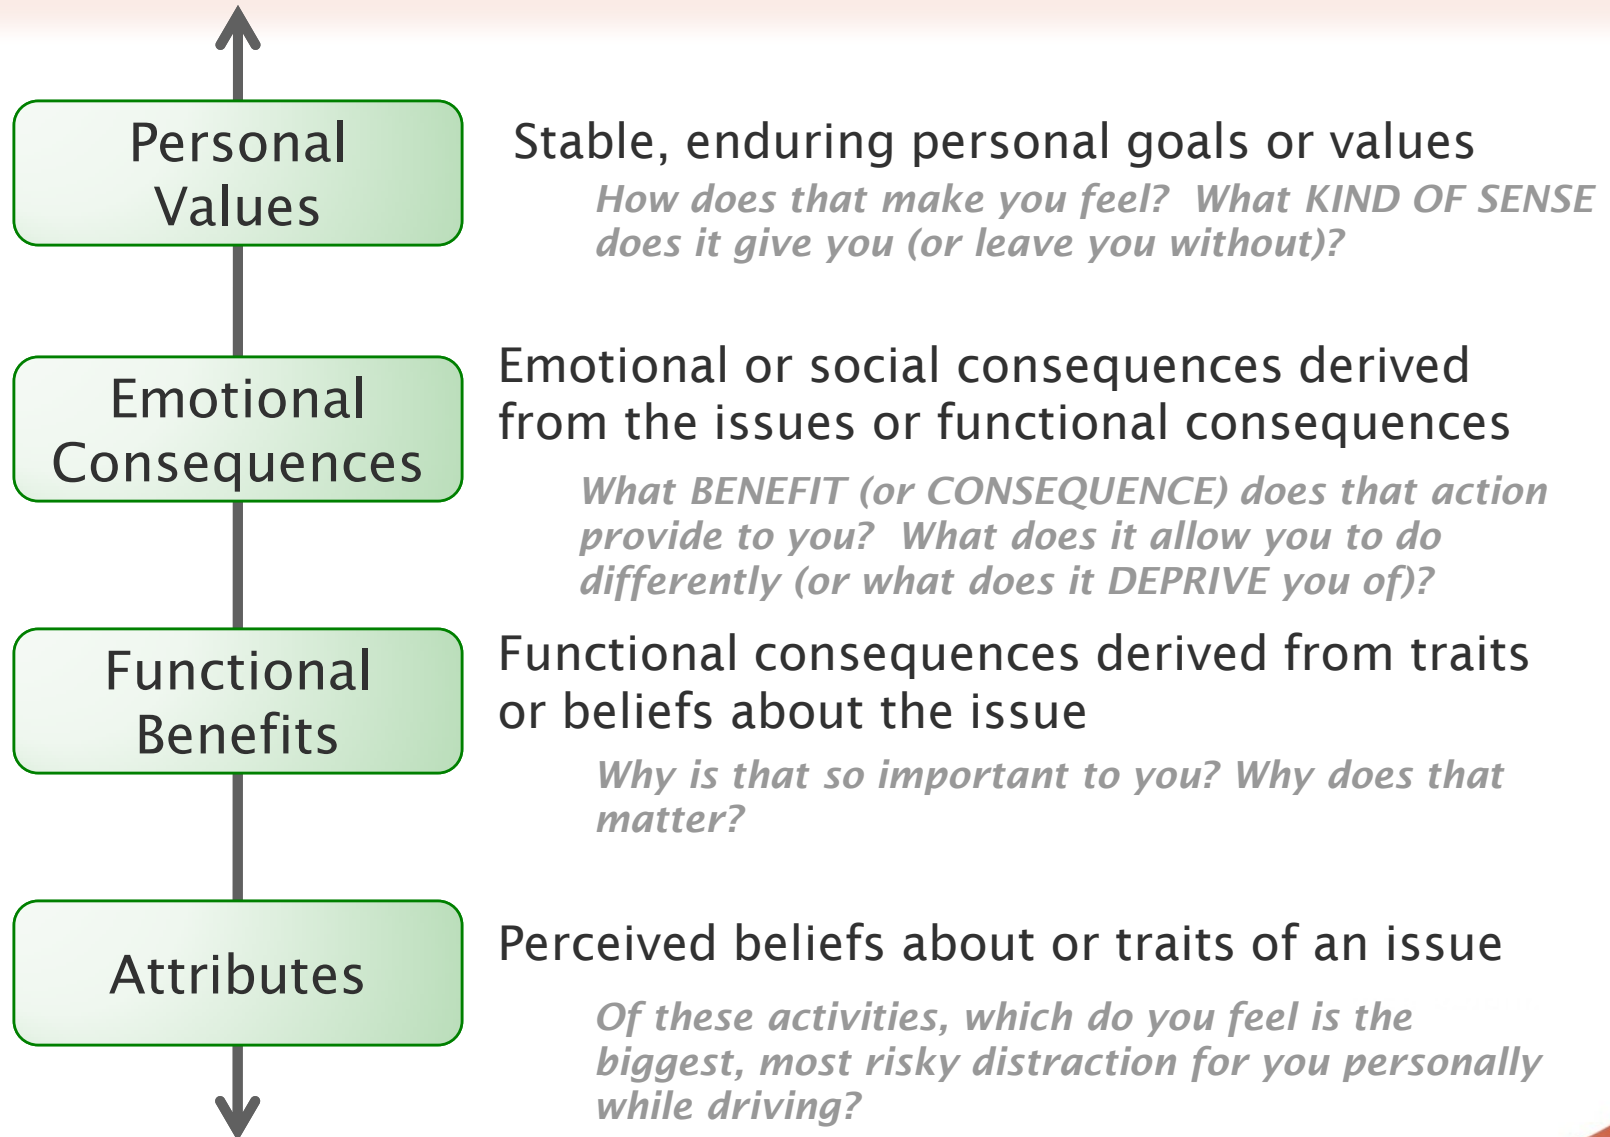 Personal
Values
Stable, enduring personal goals or values
How does that make you feel?  What KIND OF SENSE
does it give you (or leave you without)?
Emotional
Consequences
Emotional or social consequences derived
from the issues or functional consequences
What BENEFIT (or CONSEQUENCE) does that action
provide to you?  What does it allow you to do
differently (or what does it DEPRIVE you of)?
Functional
Benefits
Functional consequences derived from traits
or beliefs about the issue
Why is that so important to you? Why does that
matter?
Attributes
Perceived beliefs about or traits of an issue
Of these activities, which do you feel is the
biggest, most risky distraction for you personally
while driving?